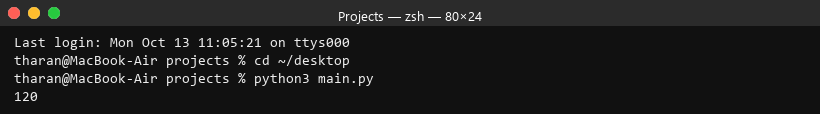 Projects — zsh — 80×24
Last login: Mon Oct 13 11:05:21 on ttys000
tharan@MacBook-Air projects % cd ~/desktop
tharan@MacBook-Air projects % python3 main.py
120